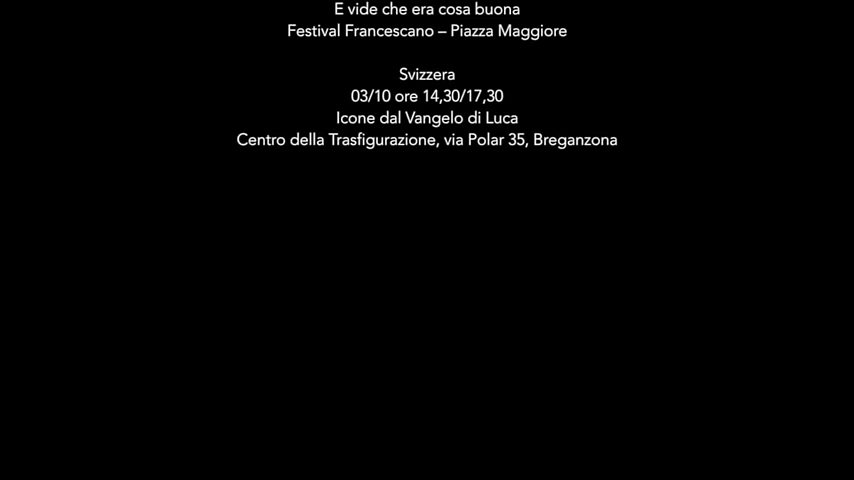 E vide che era cosa buona
Festival Francescano – Piazza Maggiore
Svizzera
03/10 ore 14,30/17,30
Icone dal Vangelo di Luca
Centro della Trasfigurazione, via Polar 35, Breganzona